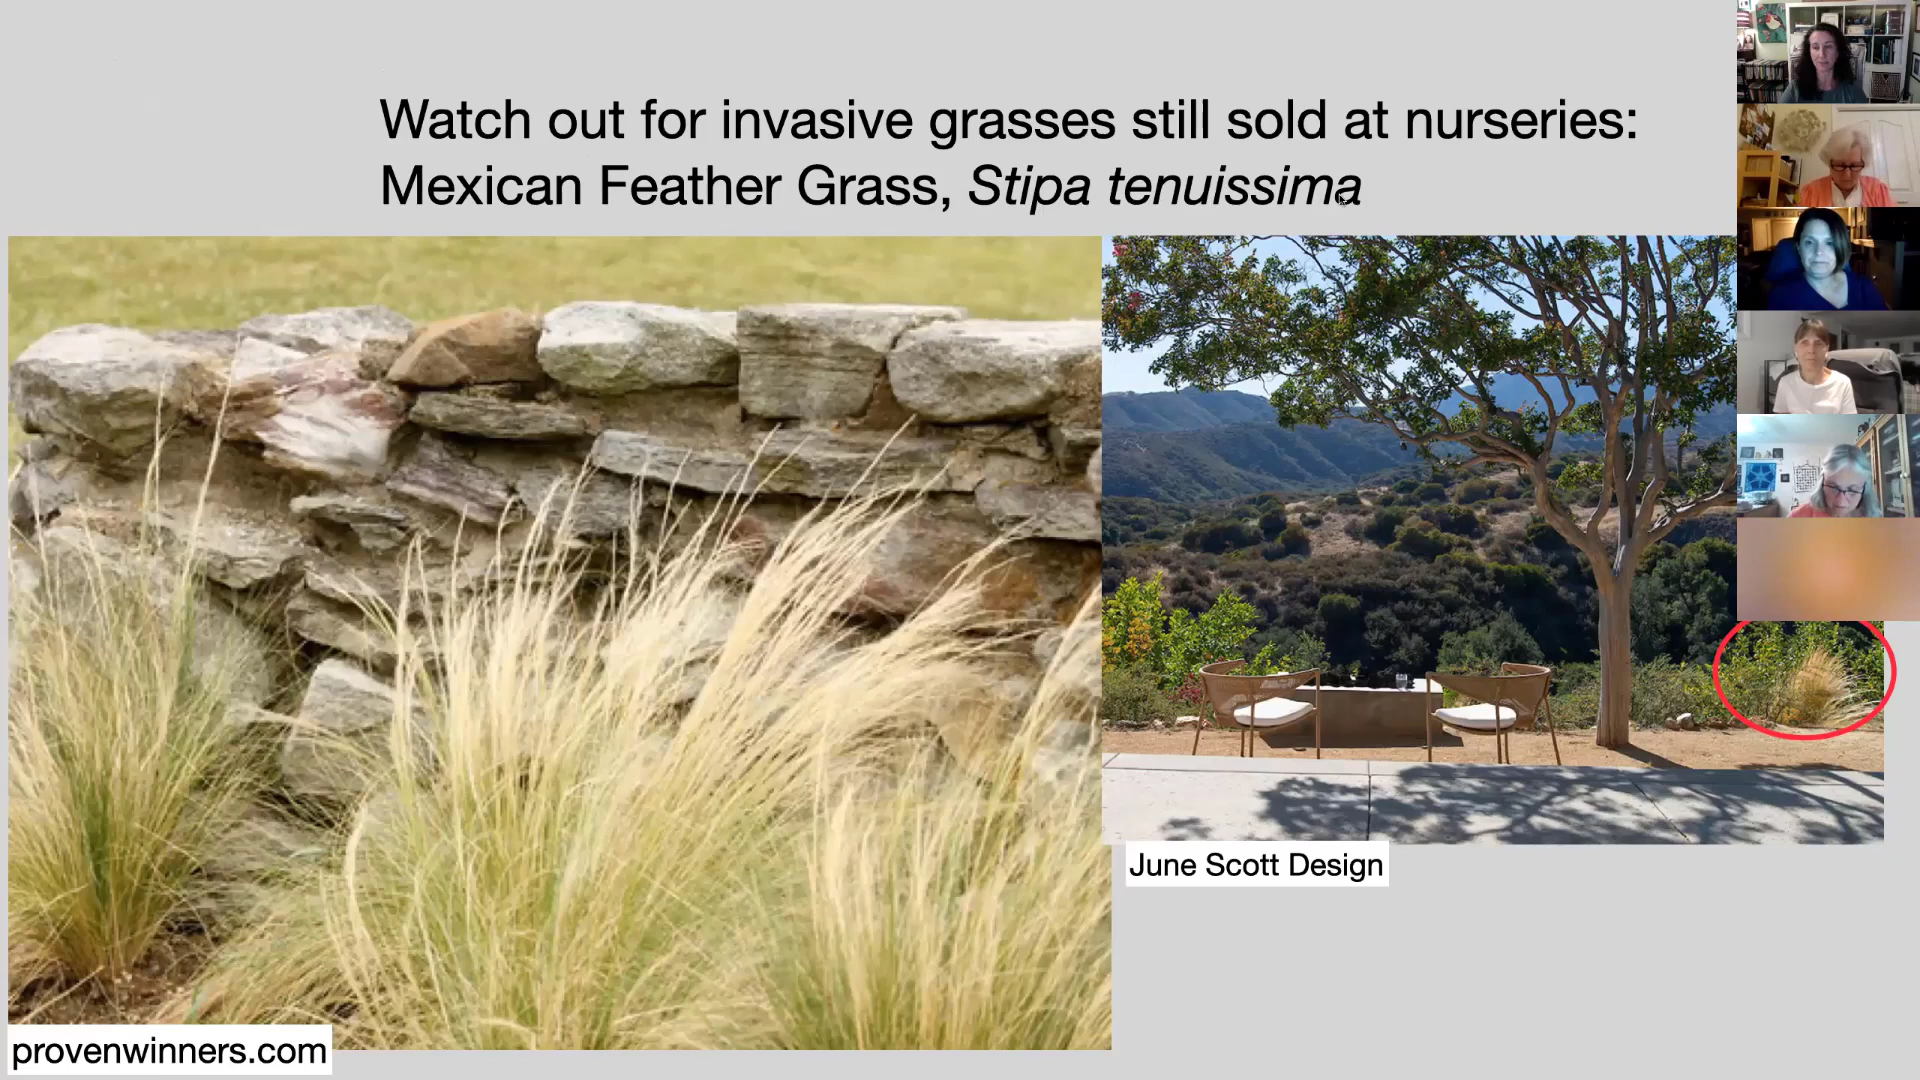 Watch out for invasive grasses still sold at nurseries:
Mexican Feather Grass, Stipa tenuissima
June Scott Design
provenwinners.com